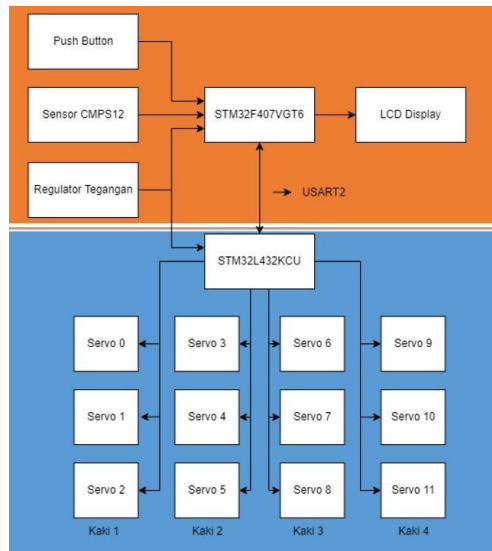 Push Button
Sensor CMPS12
STM32F407VGT6
LCD Display
Regulator Tegangan
USART2
STM32L432KCU
Servo 0
Servo 3
Servo 6
Servo 9
Servo 1
Servo 4
Servo 7
Servo 10
Servo 2
Servo 5
Servo 8
Servo 11
Kaki 1
Kaki 2
Kaki 3
Kaki 4